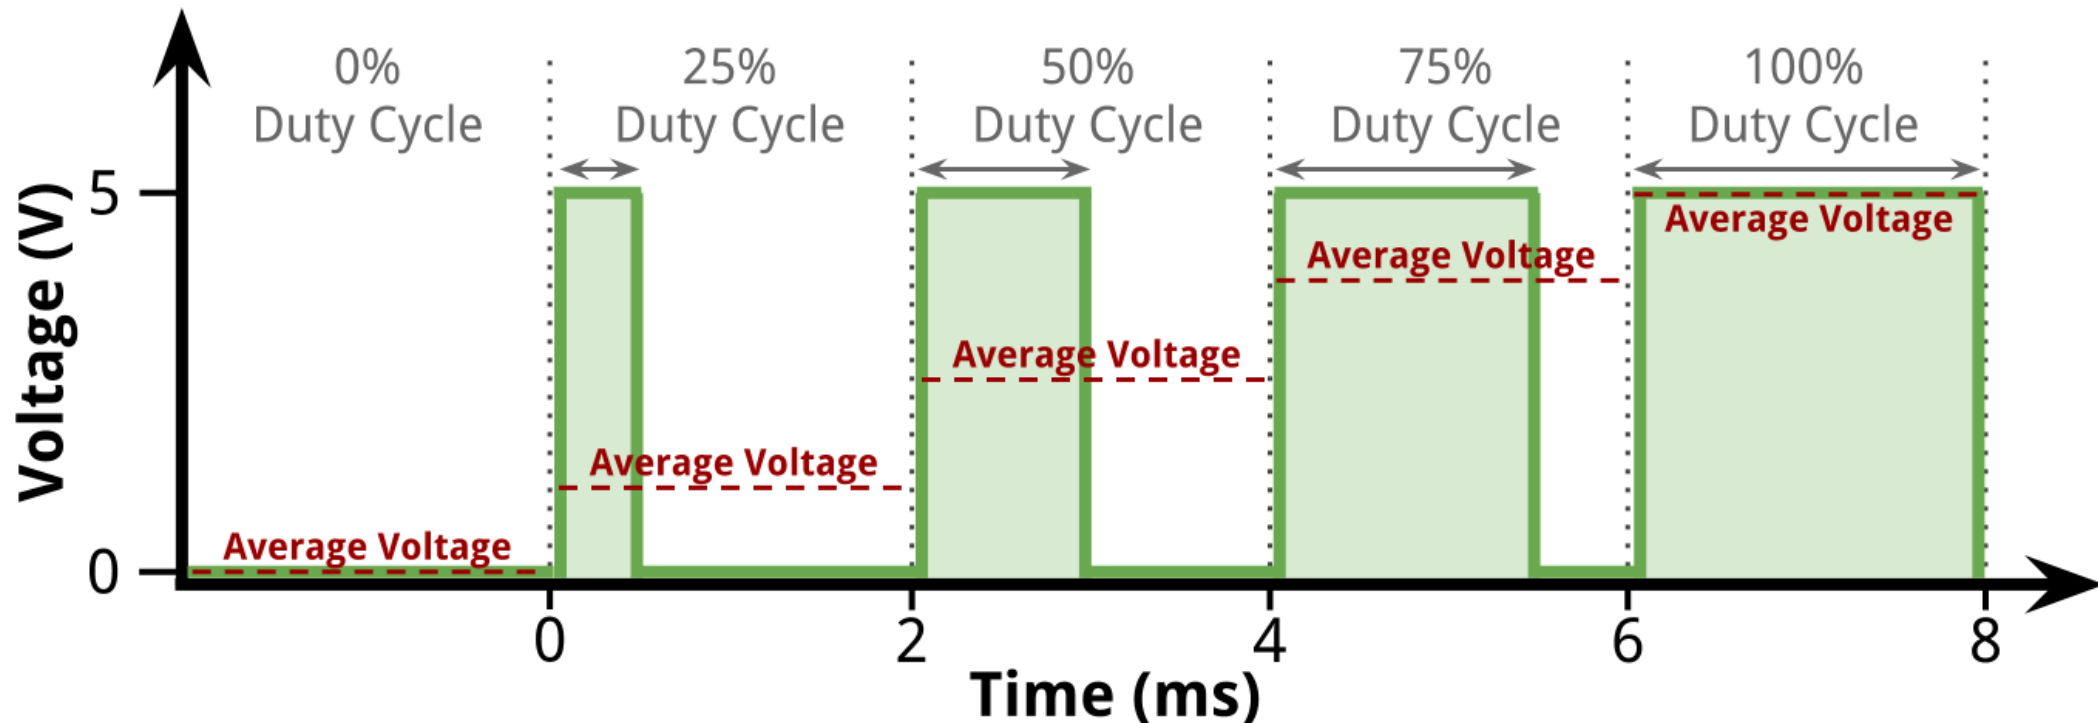 0%
Duty Cycle
25%
Duty Cycle
50%
Duty Cycle
75%
Duty Cycle
100%
Duty Cycle
Voltage (V)
5
0
Average Voltage
Average Voltage
Average Voltage
Average Voltage
Average Voltage
0
2
4
6
8
Time (ms)